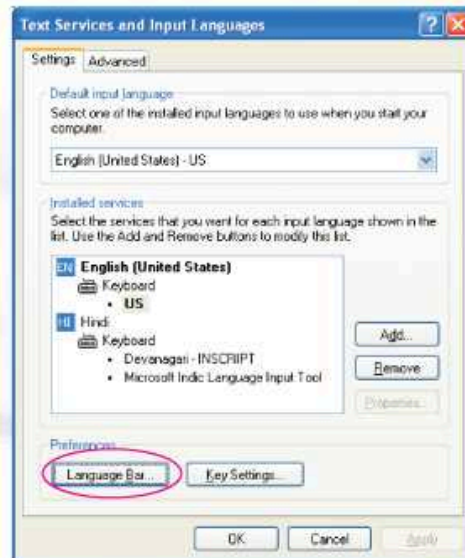 Text Services and Input Languages
Settings Advanced
Default input language
Select one of the installed input languages to use when you start your
computer.
English (United States) - US
Installed services
Select the services that you want for each input language shown in the
list. Use the Add and Remove buttons to modify this list.
EN English (United States)
Keyboard
• US
HI Hindi
Keyboard
• Devanagari - INSCRIPT
• Microsoft Indic Language Input Tool
Add...
Remove
Properties...
Preferences
Language Bar... Key Settings...
OK Cancel Apply